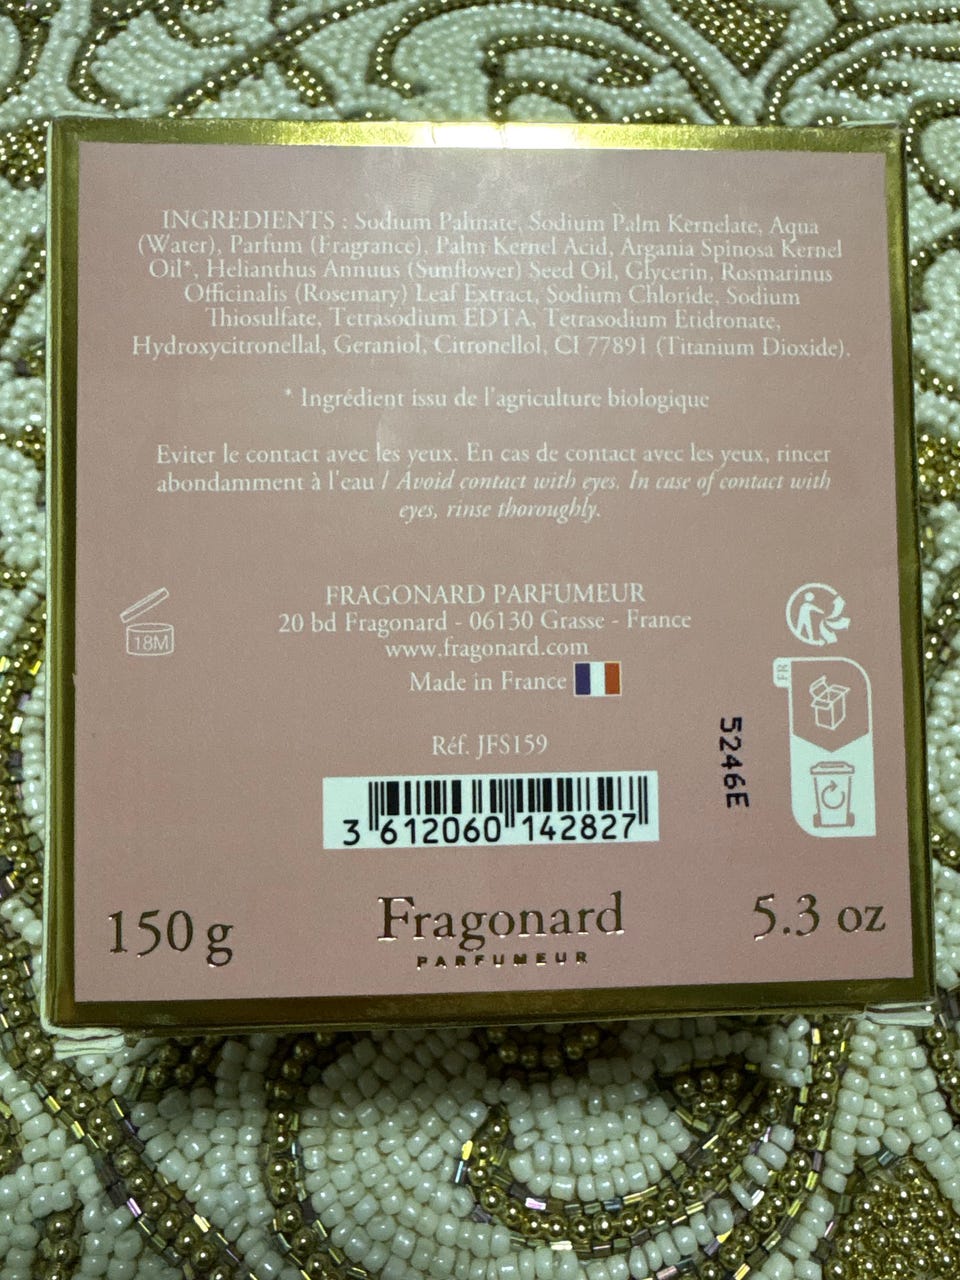 INGREDIENTS : Sodium Palmate, Sodium Palm Kernelate, Aqua
(Water), Parfum (Fragrance), Palm Kernel Acid, Argania Spinosa Kernel
Oil*, Helianthus Annuus (Sunflower) Seed Oil, Glycerin, Rosmarinus
Officinalis (Rosemary) Leaf Extract, Sodium Chloride, Sodium
Thiosulfate, Tetrasodium EDTA, Tetrasodium Etidronate,
Hydroxycitronellal, Geraniol, Citronellol, CI 77891 (Titanium Dioxide).
* Ingrédient issu de l'agriculture biologique
Eviter le contact avec les yeux. En cas de contact avec les yeux, rincer
abondamment à l'eau / Avoid contact with eyes. In case of contact with
eyes, rinse thoroughly.
18M
FRAGONARD PARFUMEUR
20 bd Fragonard - 06130 Grasse - France
www.fragonard.com
Made in France
FR
Réf. JFS159
5246E
3 612060 142827
150 g
Fragonard
PARFUMEUR
5.3 oz